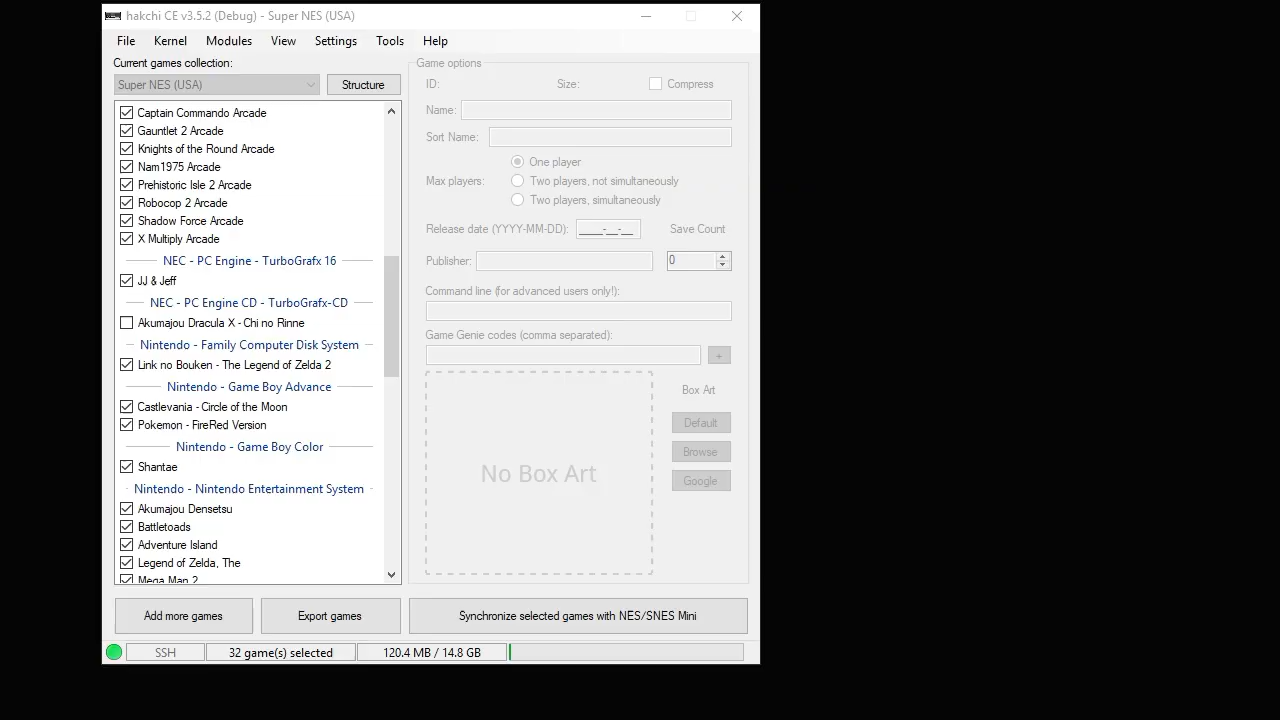 hakchi CE v3.5.2 (Debug) - Super NES (USA)
File Kernel Modules View Settings Tools Help
Current games collection:
Super NES (USA)
Structure
Captain Commando Arcade
Gauntlet 2 Arcade
Knights of the Round Arcade
Nam1975 Arcade
Prehistoric Isle 2 Arcade
Robocop 2 Arcade
Shadow Force Arcade
X Multiply Arcade
NEC - PC Engine - TurboGrafx 16
JJ & Jeff
NEC - PC Engine CD - TurboGrafx-CD
Akumajou Dracula X - Chi no Rinne
Nintendo - Family Computer Disk System
Link no Bouken - The Legend of Zelda 2
Nintendo - Game Boy Advance
Castlevania - Circle of the Moon
Pokemon - FireRed Version
Nintendo - Game Boy Color
Shantae
Nintendo - Nintendo Entertainment System
Akumajou Densetsu
Battletoads
Adventure Island
Legend of Zelda, The
Mega Man 2
Game options
ID: Size: Compress
Name:
Sort Name:
One player
Max players: Two players, not simultaneously
Two players, simultaneously
Release date (YYYY-MM-DD): ____-__-__ Save Count
Publisher: 0
Command line (for advanced users only!):
Game Genie codes (comma separated):
+
Box Art
Default
Browse
No Box Art
Google
Add more games
Export games
Synchronize selected games with NES/SNES Mini
SSH
32 game(s) selected
120.4 MB / 14.8 GB